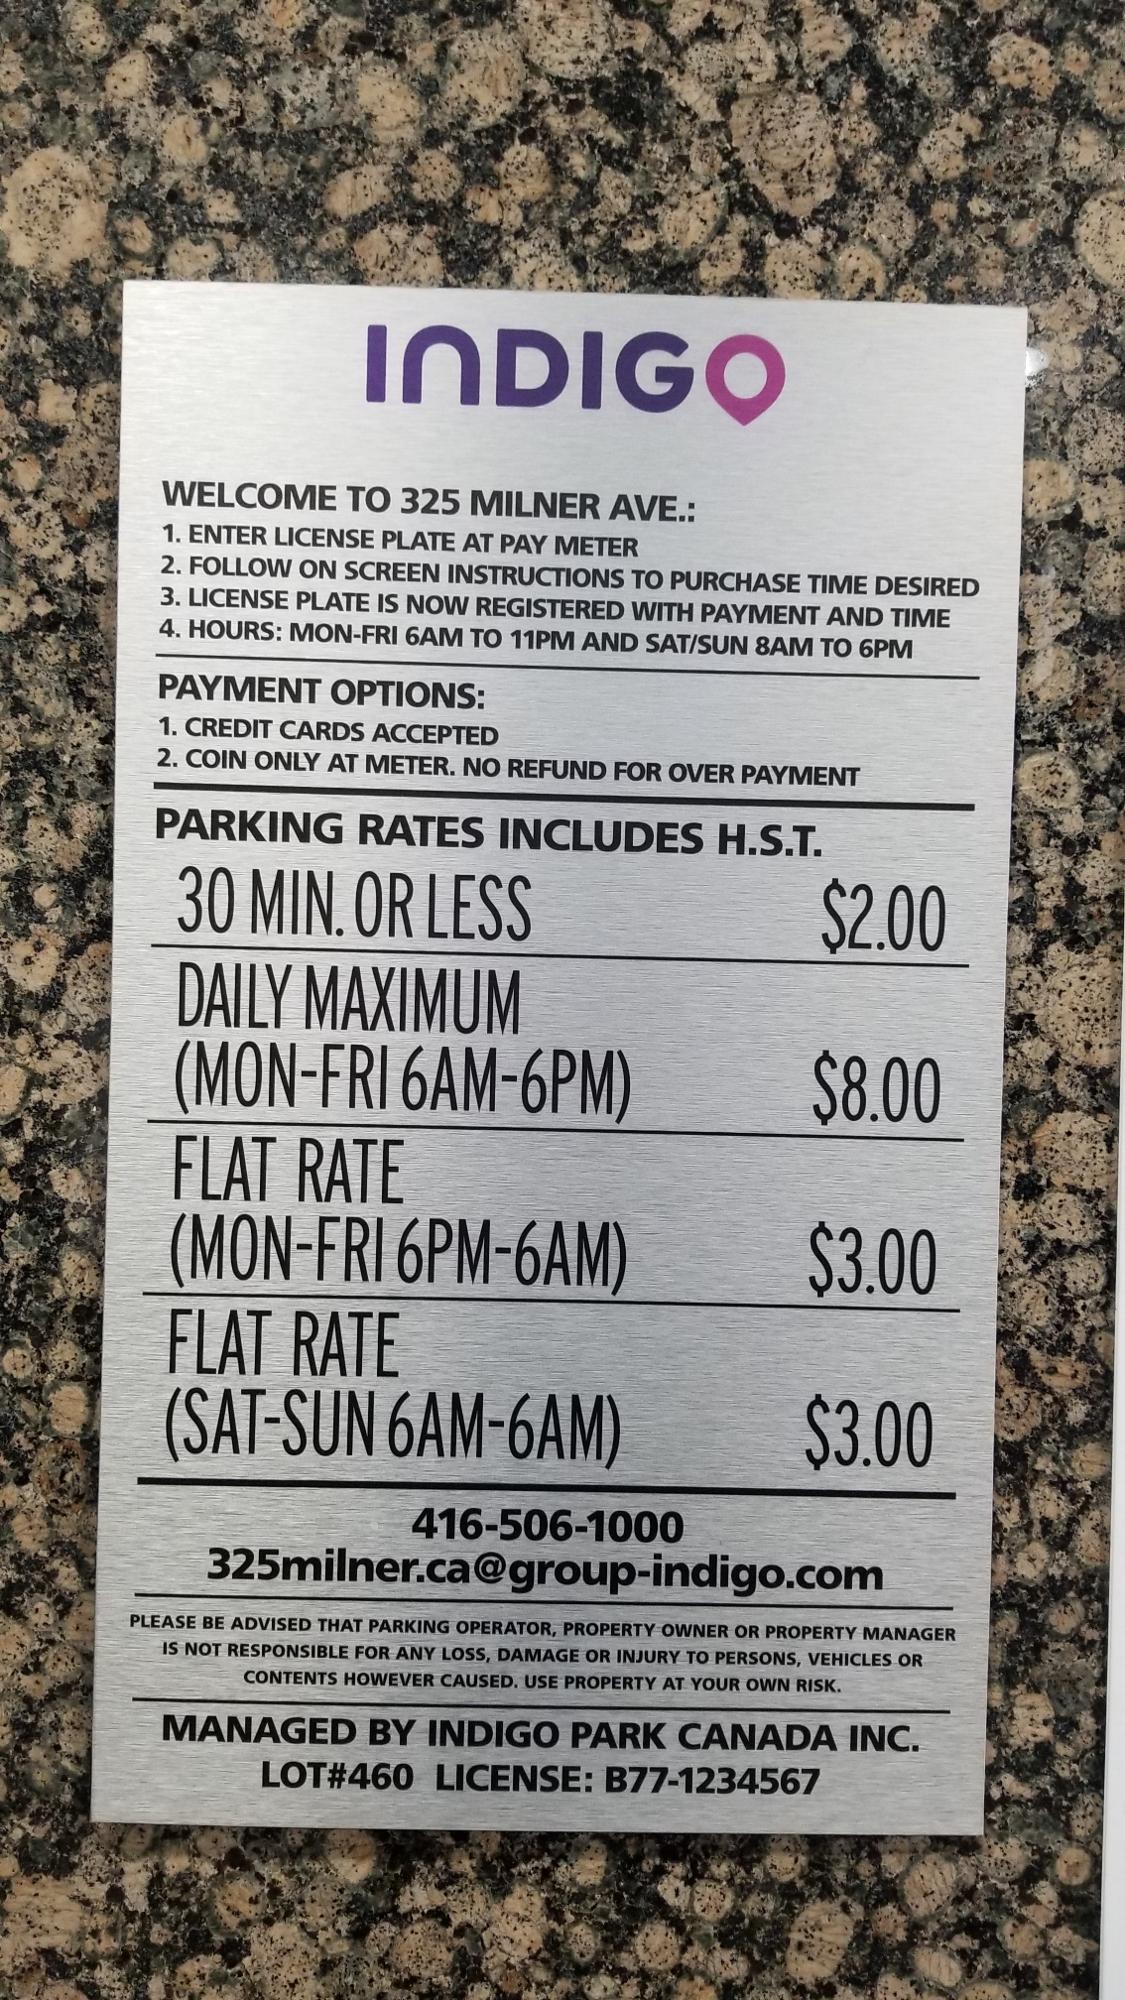 INDIGO
WELCOME TO 325 MILNER AVE.:
1. ENTER LICENSE PLATE AT PAY METER
2. FOLLOW ON SCREEN INSTRUCTIONS TO PURCHASE TIME DESIRED
3. LICENSE PLATE IS NOW REGISTERED WITH PAYMENT AND TIME
4. HOURS: MON-FRI 6AM TO 11PM AND SAT/SUN 8AM TO 6PM
PAYMENT OPTIONS:
1. CREDIT CARDS ACCEPTED
2. COIN ONLY AT METER. NO REFUND FOR OVER PAYMENT
PARKING RATES INCLUDES H.S.T.
30 MIN. OR LESS $2.00
DAILY MAXIMUM
(MON-FRI 6AM-6PM) $8.00
FLAT RATE
(MON-FRI 6PM-6AM) $3.00
FLAT RATE
(SAT-SUN 6AM-6AM) $3.00
416-506-1000
325milner.ca@group-indigo.com
PLEASE BE ADVISED THAT PARKING OPERATOR, PROPERTY OWNER OR PROPERTY MANAGER
IS NOT RESPONSIBLE FOR ANY LOSS, DAMAGE OR INJURY TO PERSONS, VEHICLES OR
CONTENTS HOWEVER CAUSED. USE PROPERTY AT YOUR OWN RISK.
MANAGED BY INDIGO PARK CANADA INC.
LOT#460 LICENSE: B77-1234567